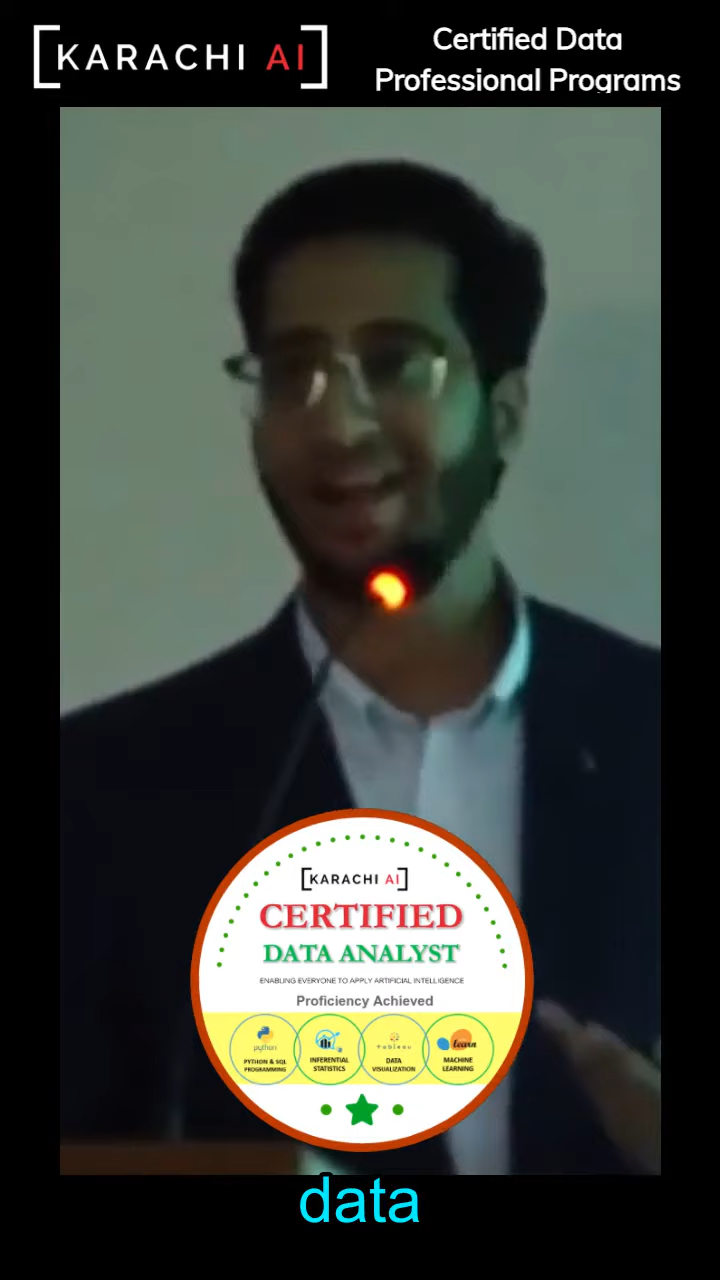 [KARACHI AI]
Certified Data
Professional Programs
[KARACHI AI]
CERTIFIED
DATA ANALYST
ENABLING EVERYONE TO APPLY ARTIFICIAL INTELLIGENCE
Proficiency Achieved
python
PYTHON & SQL
PROGRAMMING
INFERENTIAL
STATISTICS
tableau
DATA
VISUALIZATION
learn
MACHINE
LEARNING
data